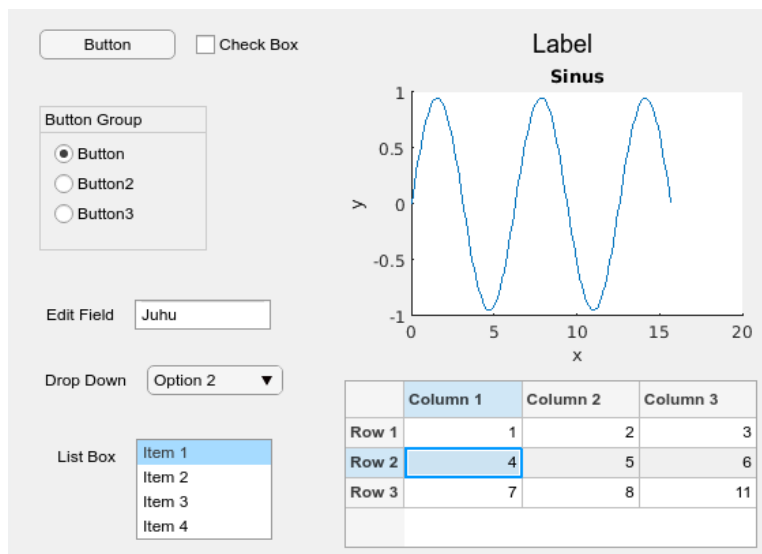 Button
Check Box
Button Group
Button
Button2
Button3
Edit Field
Juhu
Drop Down
Option 2
List Box
Item 1
Item 2
Item 3
Item 4
Label
Sinus
1
0.5
0
-0.5
-1
y
0 5 10 15 20
x
Column 1 Column 2 Column 3
Row 1 1 2 3
Row 2 4 5 6
Row 3 7 8 11